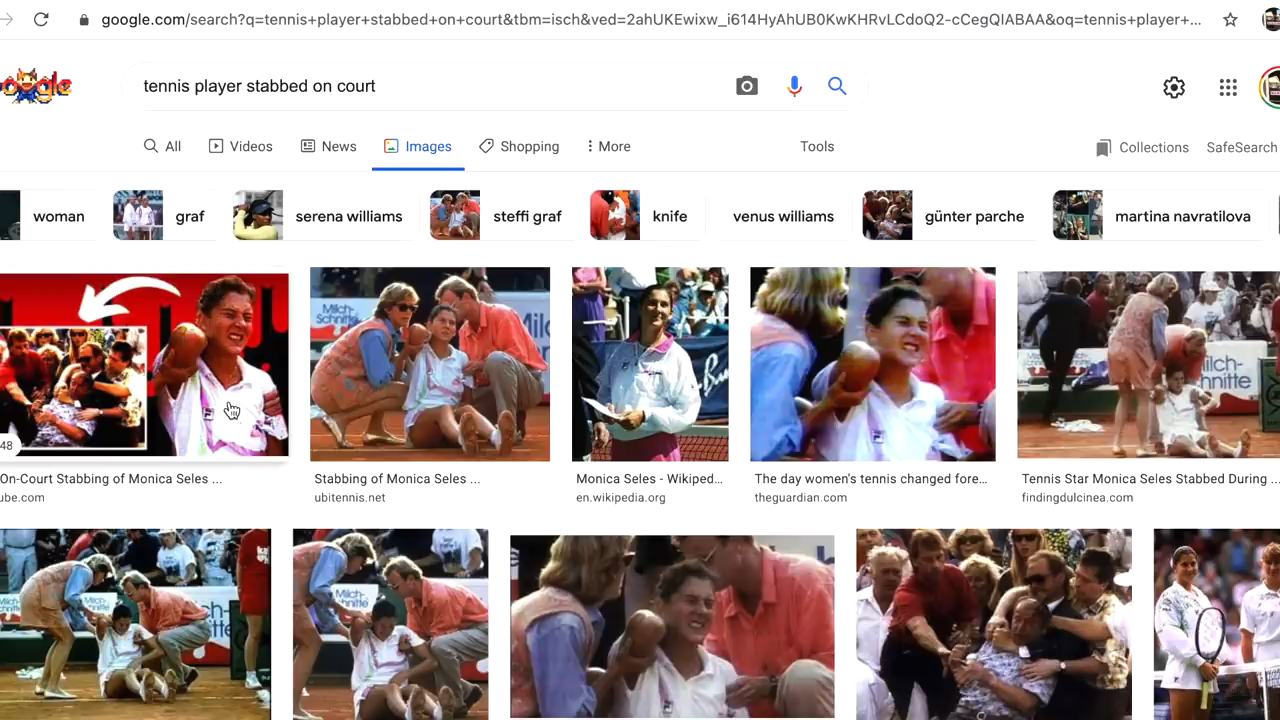 google.com/search?q=tennis+player+stabbed+on+court&tbm=isch&ved=2ahUKEwixw_i614HyAhUB0KwKHRvLCdoQ2-cCegQIABAA&oq=tennis+player+...
tennis player stabbed on court
All Videos News Images Shopping More Tools Collections SafeSearch
woman graf serena williams steffi graf knife venus williams günter parche martina navratilova
48
On-Court Stabbing of Monica Seles ...
ube.com
Stabbing of Monica Seles ...
ubitennis.net
Monica Seles - Wikiped...
en.wikipedia.org
The day women's tennis changed fore...
theguardian.com
Tennis Star Monica Seles Stabbed During ...
findingdulcinea.com